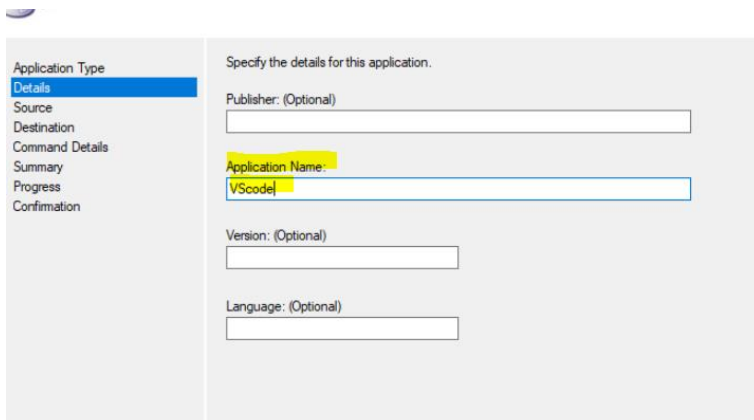 Application Type
Details
Source
Destination
Command Details
Summary
Progress
Confirmation
Specify the details for this application.
Publisher: (Optional)
Application Name:
VScode
Version: (Optional)
Language: (Optional)